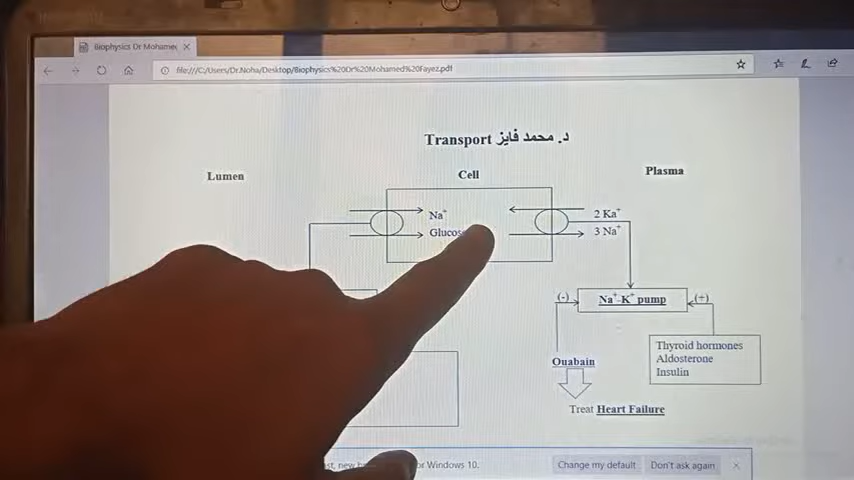 Biophysics Dr Mohamed
file:///C:/Users/Dr.Noha/Desktop/Biophysics%20Dr%20Mohamed%20Fayez.pdf
Transport د. محمد فايز
Lumen
Cell
Plasma
Na+
Glucos
2 Ka+
3 Na+
(-)
Na+-K+ pump
(+)
Thyroid hormones
Aldosterone
Insulin
Ouabain
Treat Heart Failure
or Windows 10.
Change my default
Don't ask again